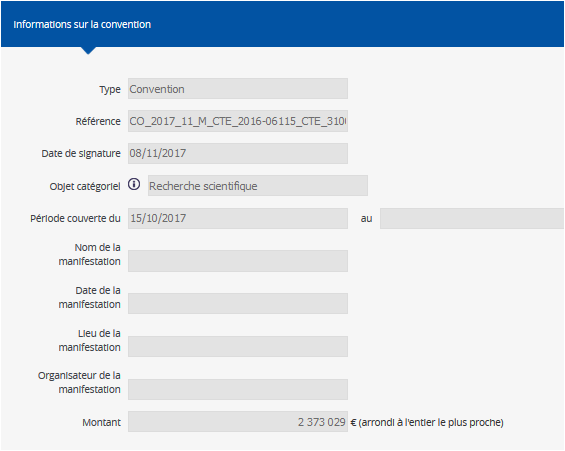 Informations sur la convention
Type Convention
Référence CO_2017_11_M_CTE_2016-06115_CTE_310
Date de signature 08/11/2017
Objet catégoriel Recherche scientifique
Période couverte du 15/10/2017 au
Nom de la
manifestation
Date de la
manifestation
Lieu de la
manifestation
Organisateur de la
manifestation
Montant 2 373 029 € (arrondi à l'entier le plus proche)